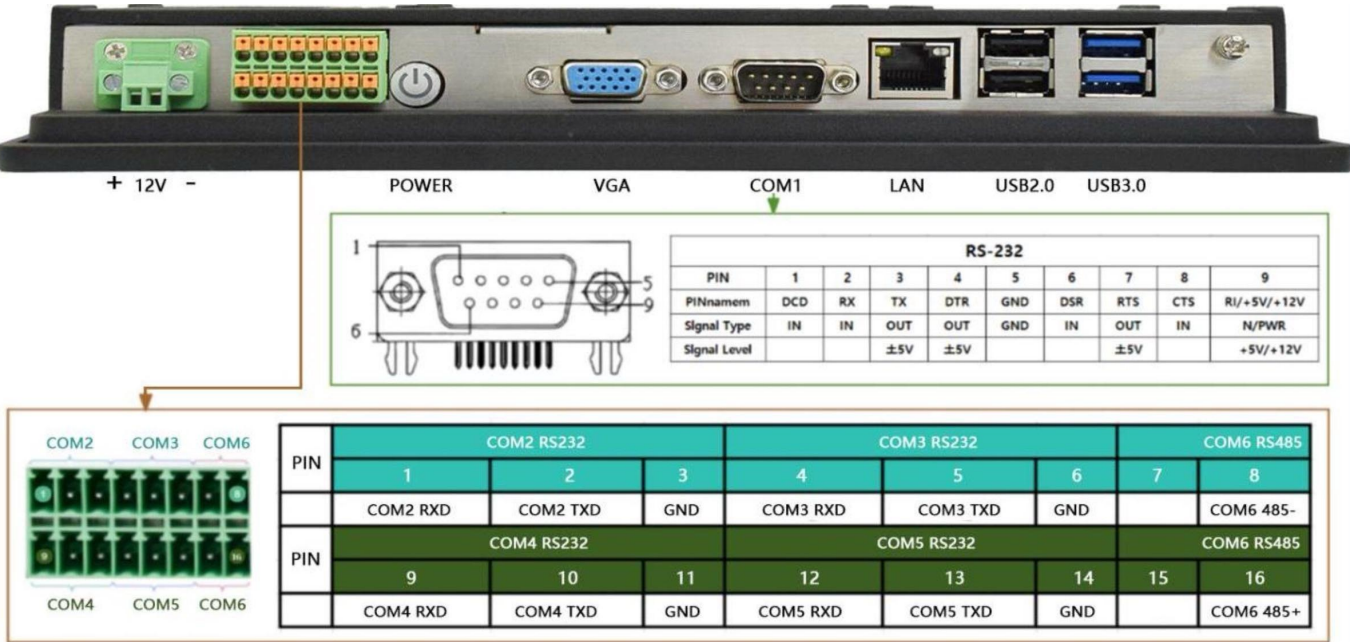 + 12V - POWER VGA COM1 LAN USB2.0 USB3.0
1
5
9
6
RS-232
PIN 1 2 3 4 5 6 7 8 9
PINnamem DCD RX TX DTR GND DSR RTS CTS RI/+5V/+12V
Signal Type IN IN OUT OUT GND IN OUT IN N/PWR
Signal Level ±5V ±5V ±5V +5V/+12V
COM2 COM3 COM6
1 8
9 16
COM4 COM5 COM6
PIN COM2 RS232 COM3 RS232 COM6 RS485
1 2 3 4 5 6 7 8
COM2 RXD COM2 TXD GND COM3 RXD COM3 TXD GND COM6 485-
PIN COM4 RS232 COM5 RS232 COM6 RS485
9 10 11 12 13 14 15 16
COM4 RXD COM4 TXD GND COM5 RXD COM5 TXD GND COM6 485+